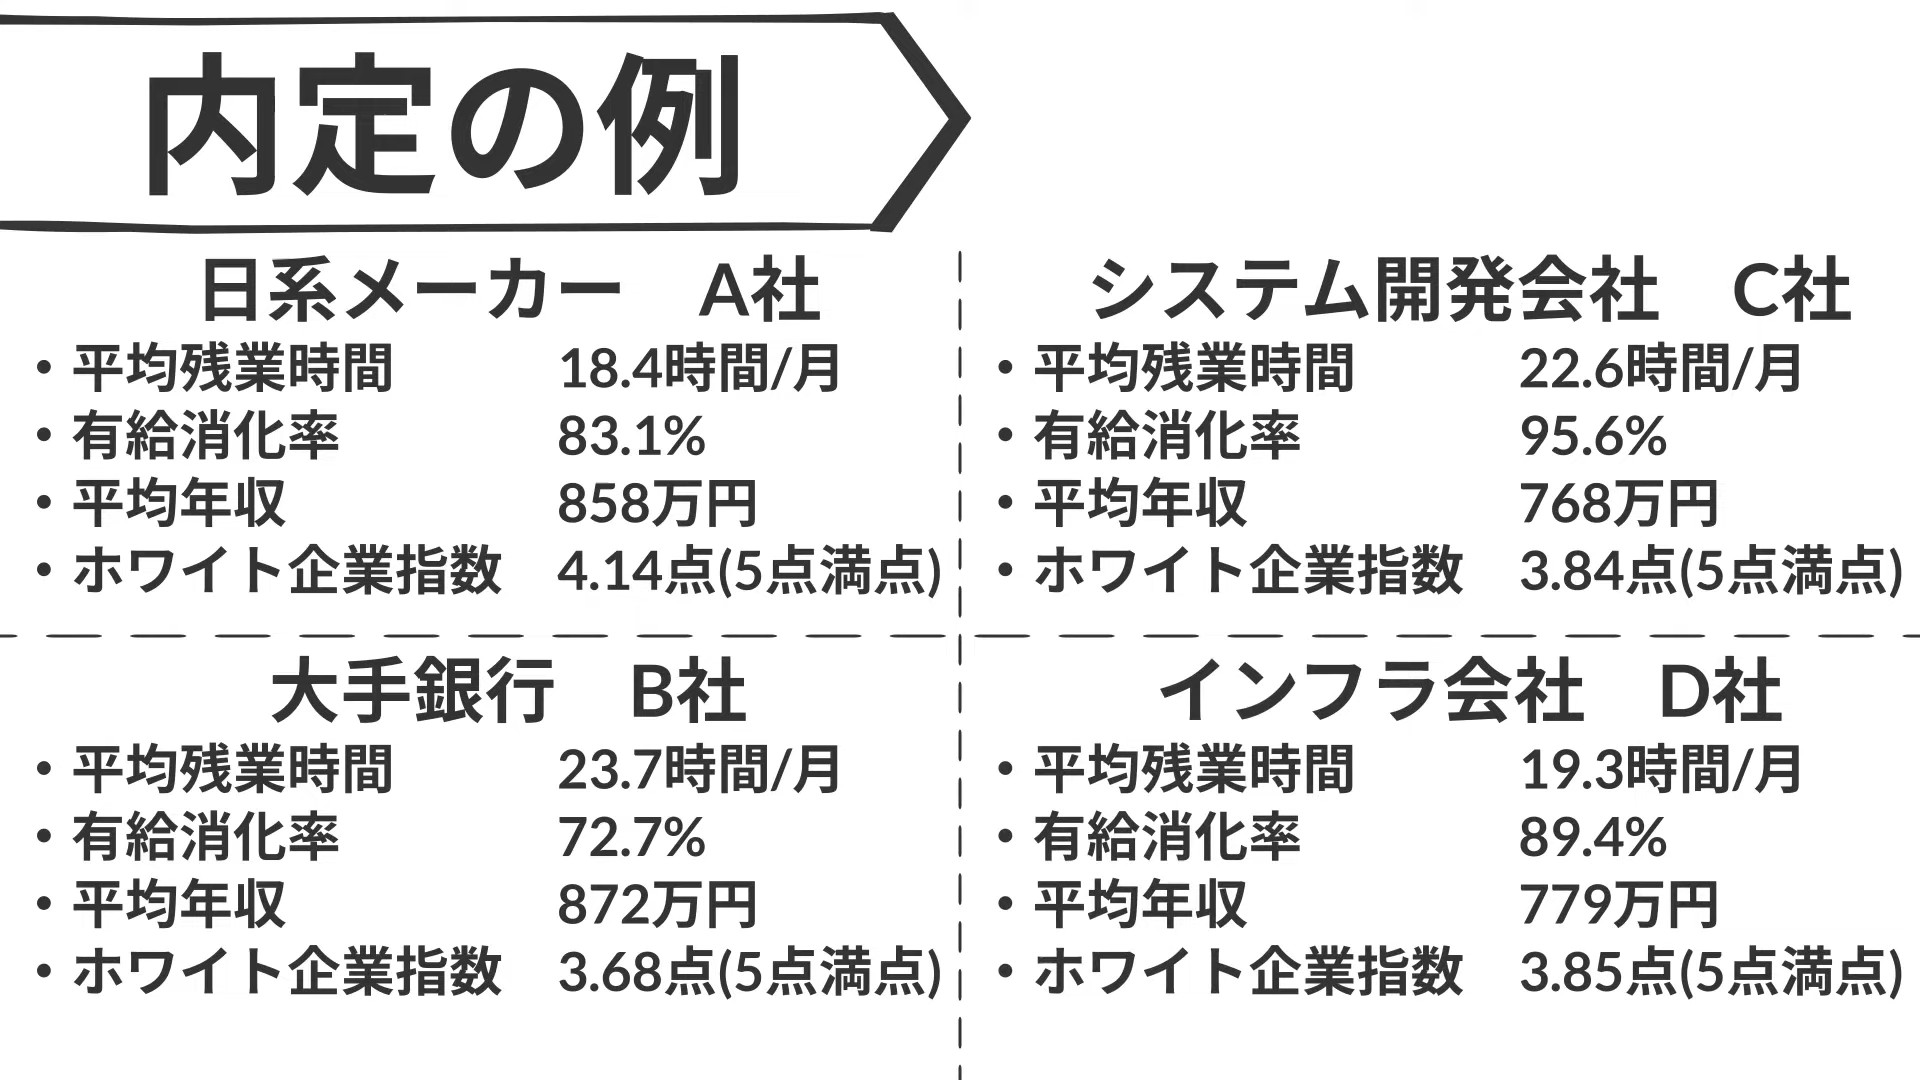 内定の例
日系メーカー　A社
• 平均残業時間　18.4時間/月
• 有給消化率　83.1%
• 平均年収　858万円
• ホワイト企業指数　4.14点(5点満点)
システム開発会社　C社
• 平均残業時間　22.6時間/月
• 有給消化率　95.6%
• 平均年収　768万円
• ホワイト企業指数　3.84点(5点満点)
大手銀行　B社
• 平均残業時間　23.7時間/月
• 有給消化率　72.7%
• 平均年収　872万円
• ホワイト企業指数　3.68点(5点満点)
インフラ会社　D社
• 平均残業時間　19.3時間/月
• 有給消化率　89.4%
• 平均年収　779万円
• ホワイト企業指数　3.85点(5点満点)